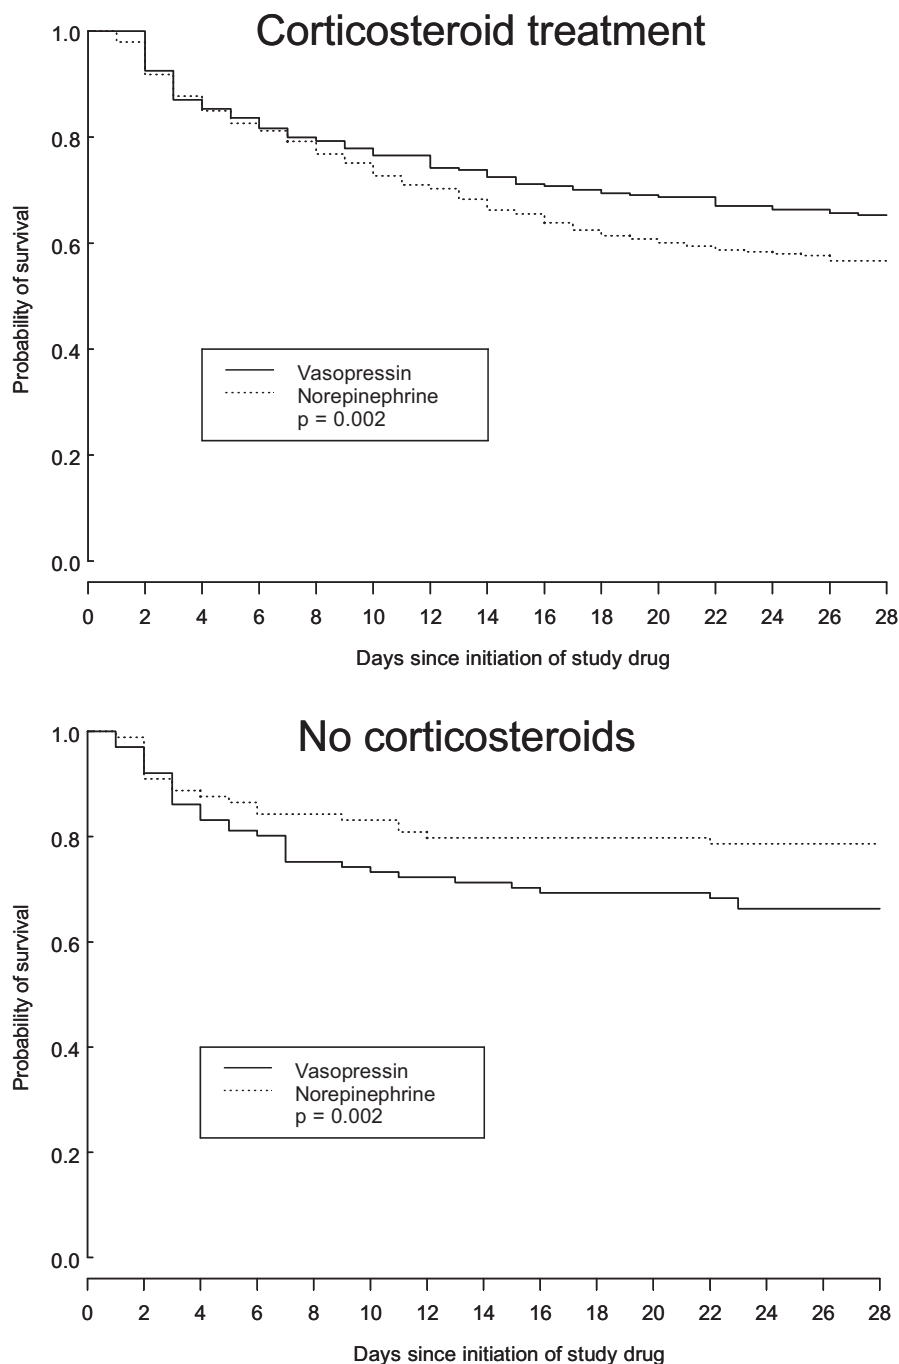 Corticosteroid treatment
1.0
0.8
0.6
0.4
0.2
0.0
Probability of survival
Vasopressin
Norepinephrine
p = 0.002
0 2 4 6 8 10 12 14 16 18 20 22 24 26 28
Days since initiation of study drug
No corticosteroids
1.0
0.8
0.6
0.4
0.2
0.0
Probability of survival
Vasopressin
Norepinephrine
p = 0.002
0 2 4 6 8 10 12 14 16 18 20 22 24 26 28
Days since initiation of study drug